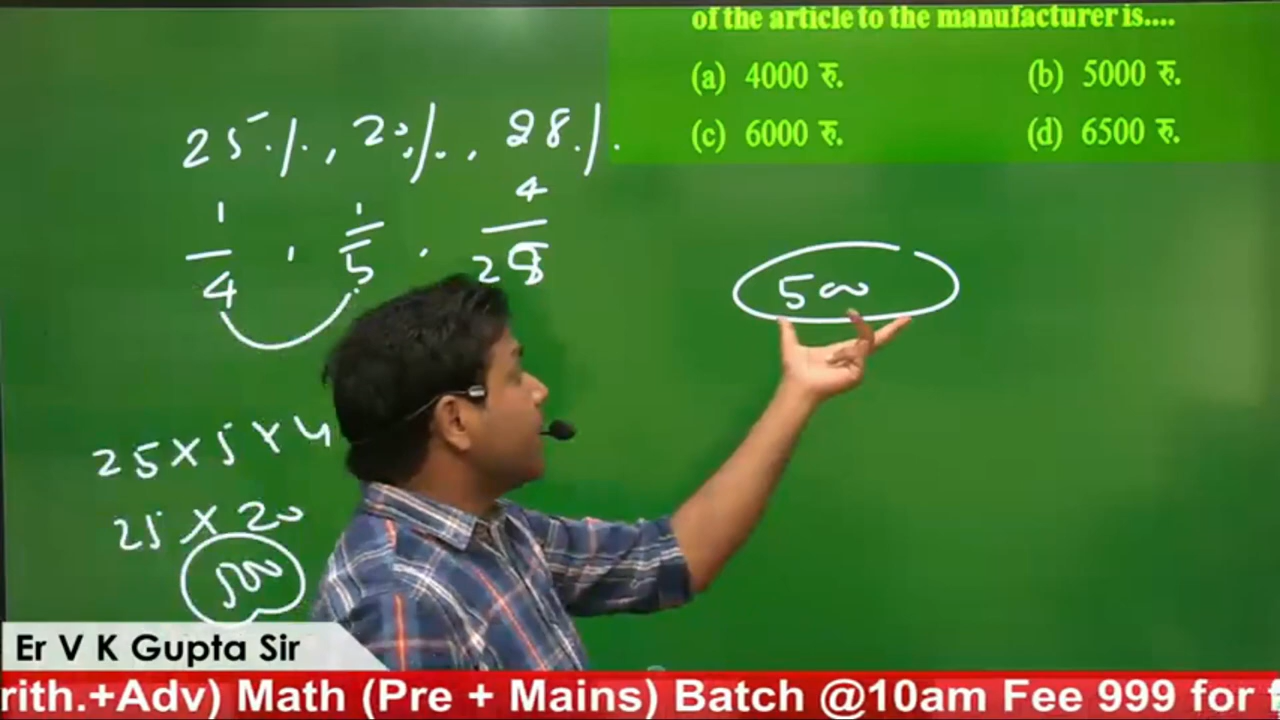 of the article to the manufacturer is....
(a) 4000 रु. (b) 5000 रु.
(c) 6000 रु. (d) 6500 रु.
25%, 20%, 28%
1/4, 1/5, 4/28
500
25×5×4
25×20
500
Er V K Gupta Sir
rith.+Adv) Math (Pre + Mains) Batch @10am Fee 999 for f